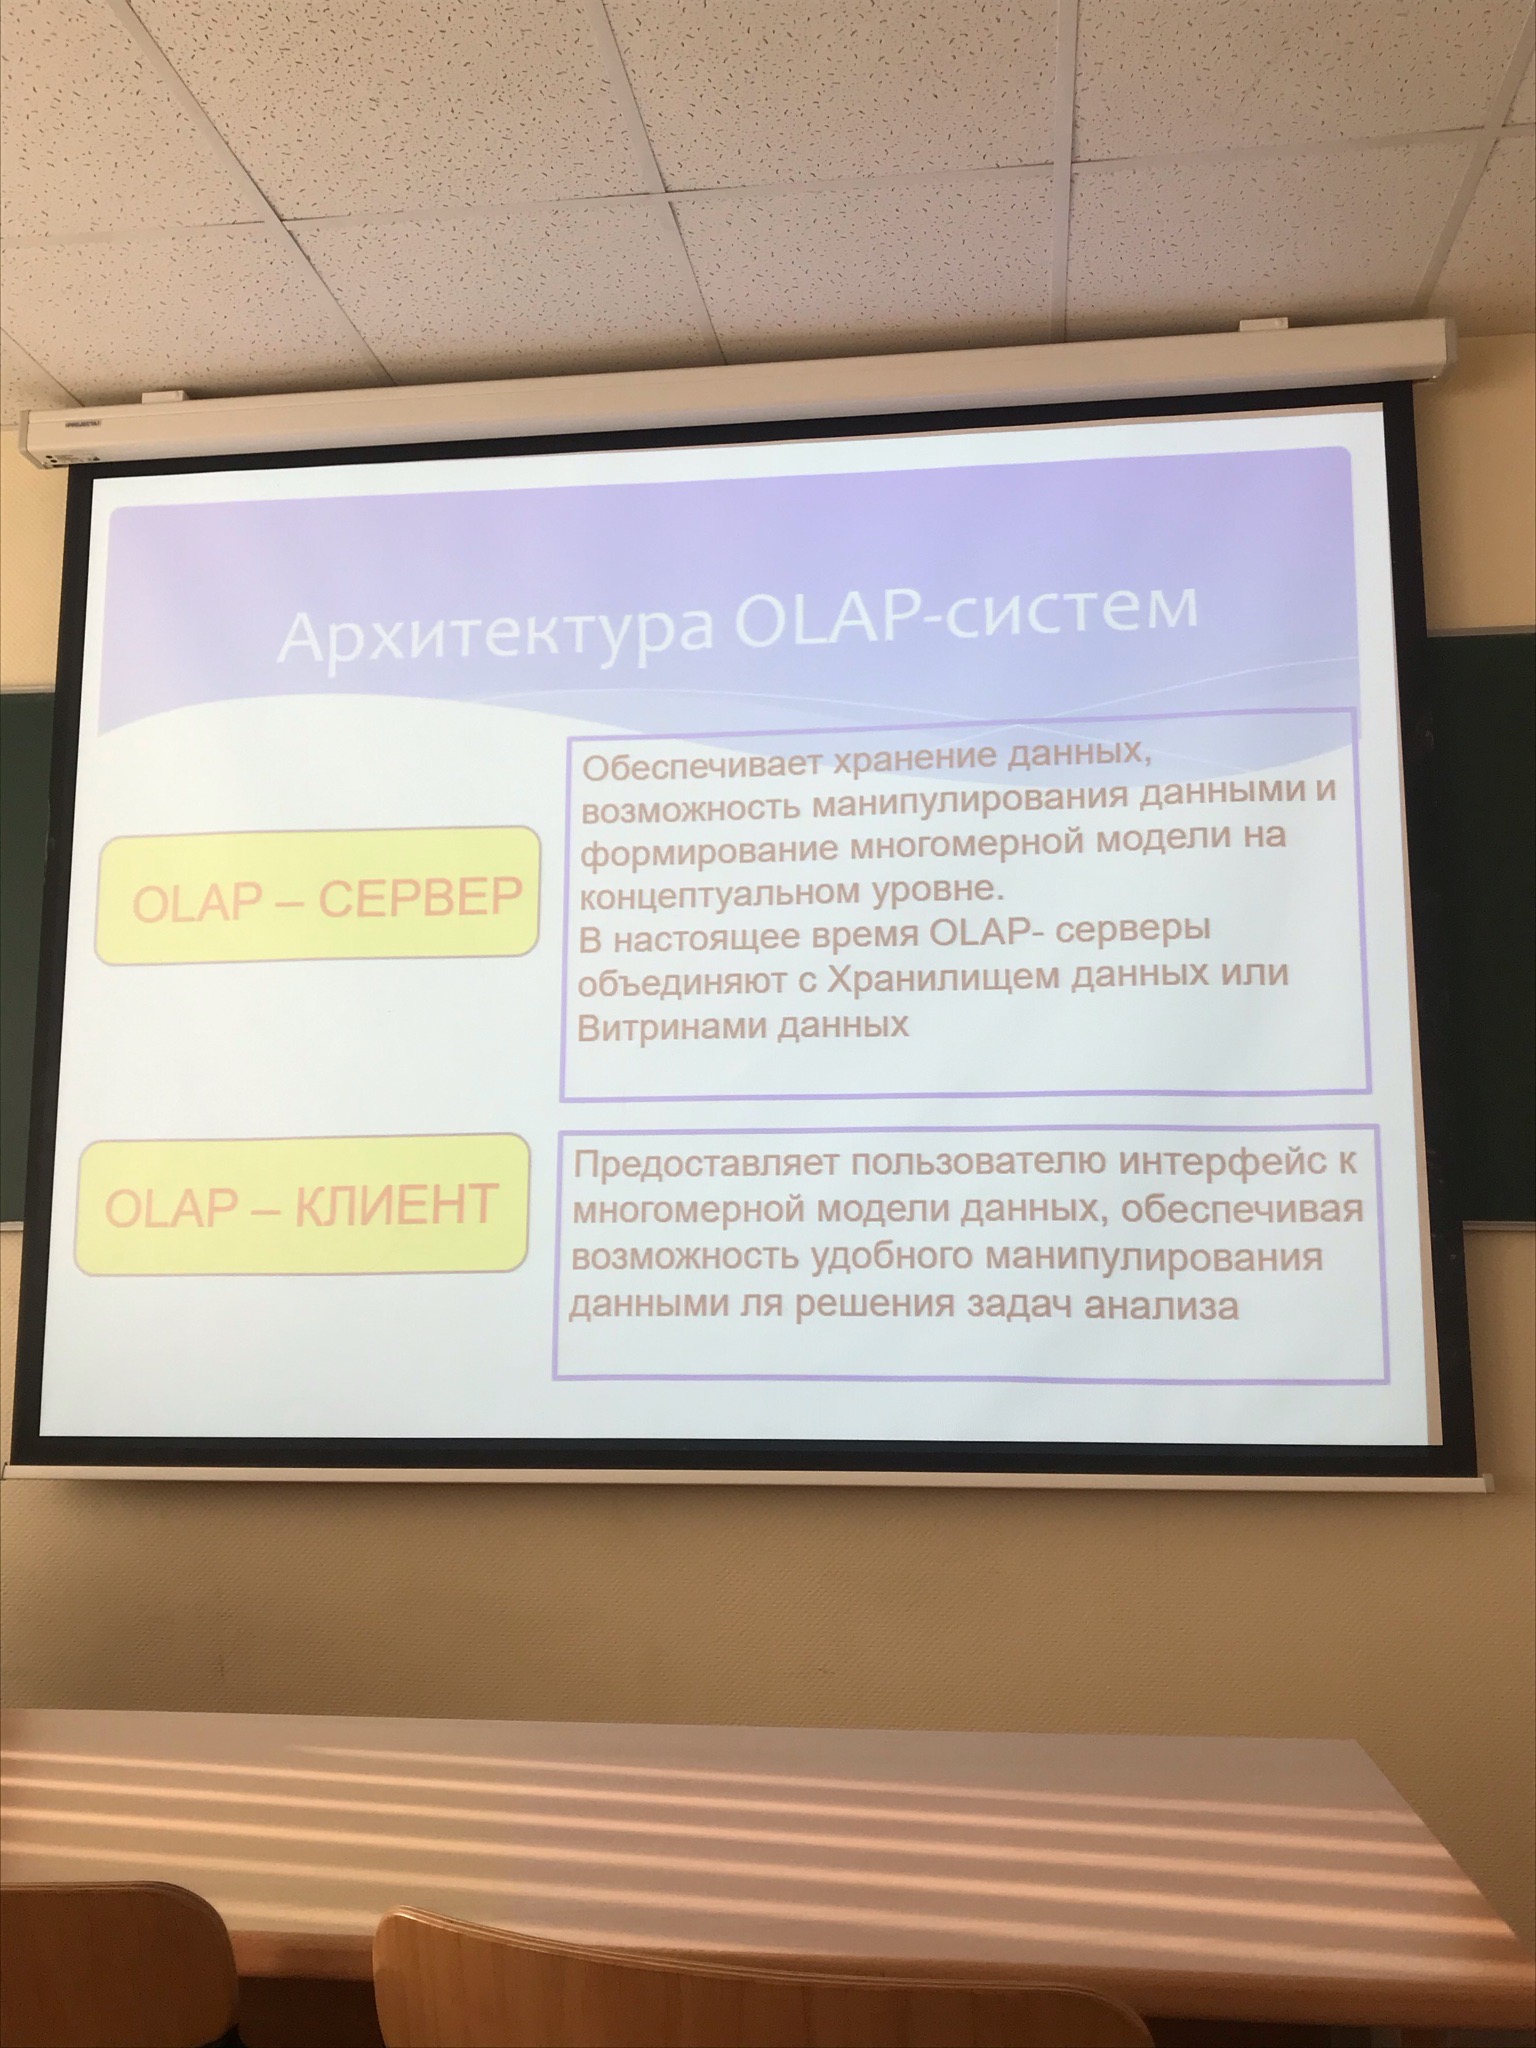 Архитектура OLAP-систем
OLAP – СЕРВЕР
Обеспечивает хранение данных,
возможность манипулирования данными и
формирование многомерной модели на
концептуальном уровне.
В настоящее время OLAP- серверы
объединяют с Хранилищем данных или
Витринами данных
OLAP – КЛИЕНТ
Предоставляет пользователю интерфейс к
многомерной модели данных, обеспечивая
возможность удобного манипулирования
данными ля решения задач анализа